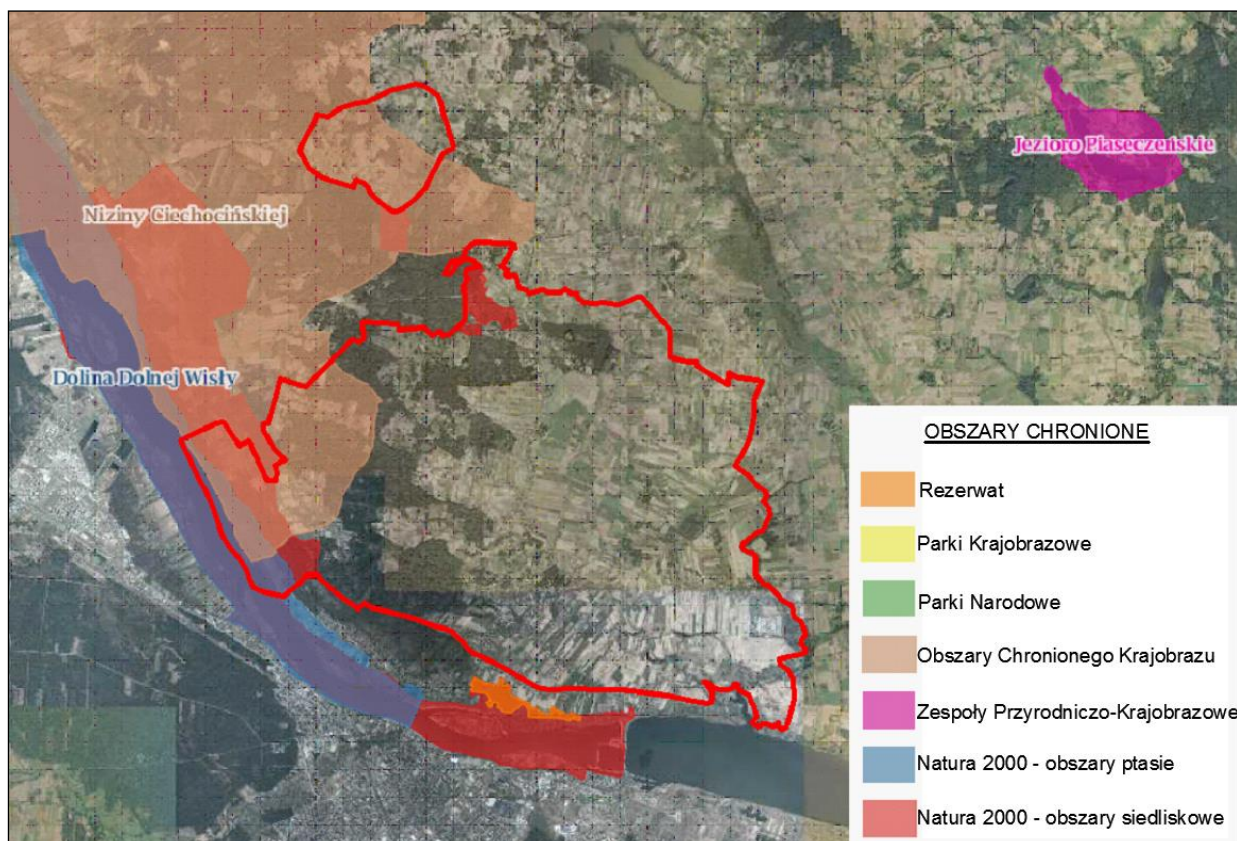 Jezioro Piaseczeńskie
Niziny Ciechocińskiej
Dolina Dolnej Wisły
OBSZARY CHRONIONE
Rezerwat
Parki Krajobrazowe
Parki Narodowe
Obszary Chronionego Krajobrazu
Zespoły Przyrodniczo-Krajobrazowe
Natura 2000 - obszary ptasie
Natura 2000 - obszary siedliskowe